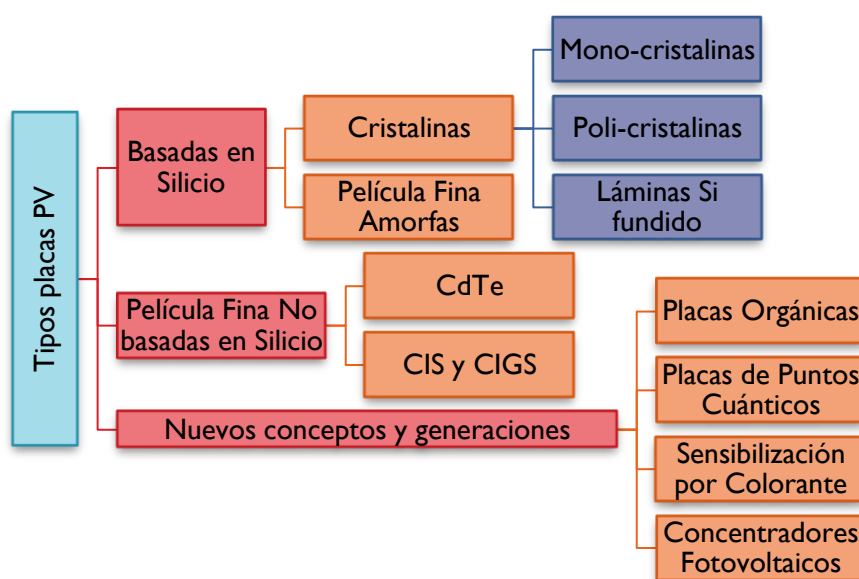 Tipos placas PV
Basadas en
Silicio
Cristalinas
Mono-cristalinas
Poli-cristalinas
Láminas Si
fundido
Película Fina
Amorfas
Película Fina No
basadas en Silicio
CdTe
CIS y CIGS
Nuevos conceptos y generaciones
Placas Orgánicas
Placas de Puntos
Cuánticos
Sensibilización
por Colorante
Concentradores
Fotovoltaicos